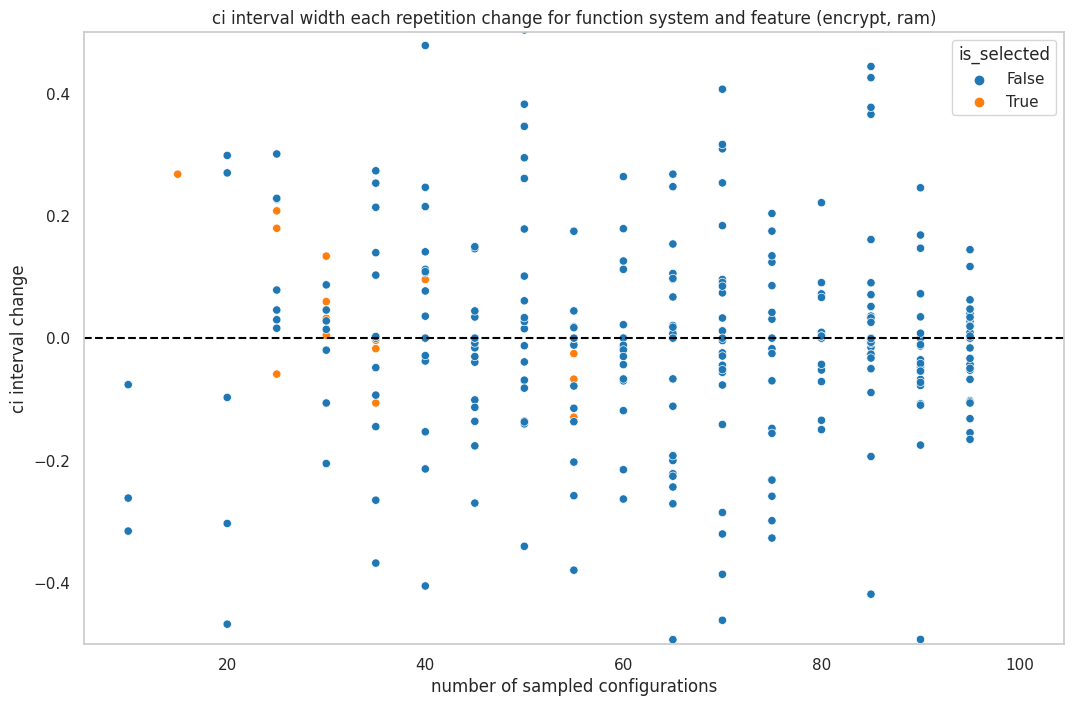 ci interval width each repetition change for function system and feature (encrypt, ram)
is_selected
False
True
ci interval change
0.4
0.2
0.0
−0.2
−0.4
20
40
60
80
100
number of sampled configurations